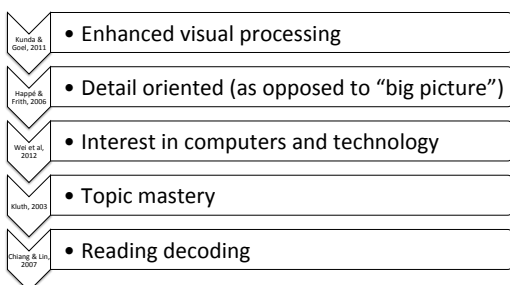 Kunda &
Goel, 2011
• Enhanced visual processing
Happé &
Frith, 2006
• Detail oriented (as opposed to “big picture”)
Wei et al,
2012
• Interest in computers and technology
Kluth, 2003
• Topic mastery
Chiang & Lin,
2007
• Reading decoding